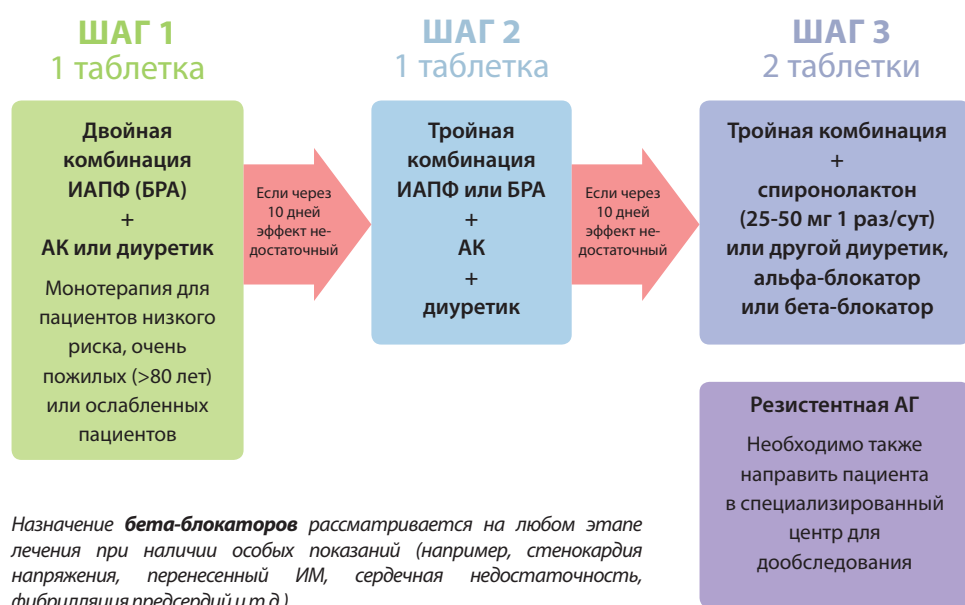 ШАГ 1
1 таблетка
Двойная
комбинация
ИАПФ (БРА)
+
АК или диуретик
Монотерапия для
пациентов низкого
риска, очень
пожилых (>80 лет)
или ослабленных
пациентов
Если через
10 дней
эффект не-
достаточный
ШАГ 2
1 таблетка
Тройная
комбинация
ИАПФ или БРА
+
АК
+
диуретик
Если через
10 дней
эффект не-
достаточный
ШАГ 3
2 таблетки
Тройная комбинация
+
спиронолактон
(25-50 мг 1 раз/сут)
или другой диуретик,
альфа-блокатор
или бета-блокатор
Резистентная АГ
Необходимо также
направить пациента
в специализированный
центр для
дообследования
Назначение бета-блокаторов рассматривается на любом этапе
лечения при наличии особых показаний (например, стенокардия
напряжения, перенесенный ИМ, сердечная недостаточность,
фибрилляция предсердий и т.д.)